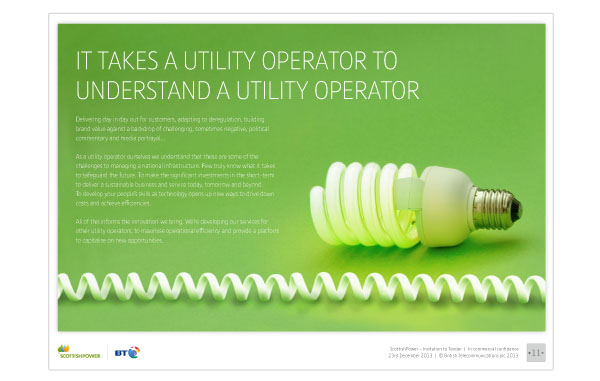 IT TAKES A UTILITY OPERATOR TO
UNDERSTAND A UTILITY OPERATOR
Delivering day in day out for customers, adapting to deregulation, building
brand value against a backdrop of challenging, sometimes negative, political
commentary and media portrayal...
As a utility operator ourselves we understand that these are some of the
challenges to managing a national infrastructure. Few truly know what it takes
to safeguard the future. To make the significant investments in the short-term
to deliver a sustainable business and service today, tomorrow and beyond.
To develop your people's skills as technology opens up new ways to drive down
costs and achieve efficiencies.
All of this informs the innovation we bring. We're developing our services for
other utility operators, to maximise operational efficiency and provide a platform
to capitalise on new opportunities.
SCOTTISHPOWER
BT
ScottishPower – Invitation to Tender | In commercial confidence
23rd December 2013 | © British Telecommunications plc, 2013
•11•